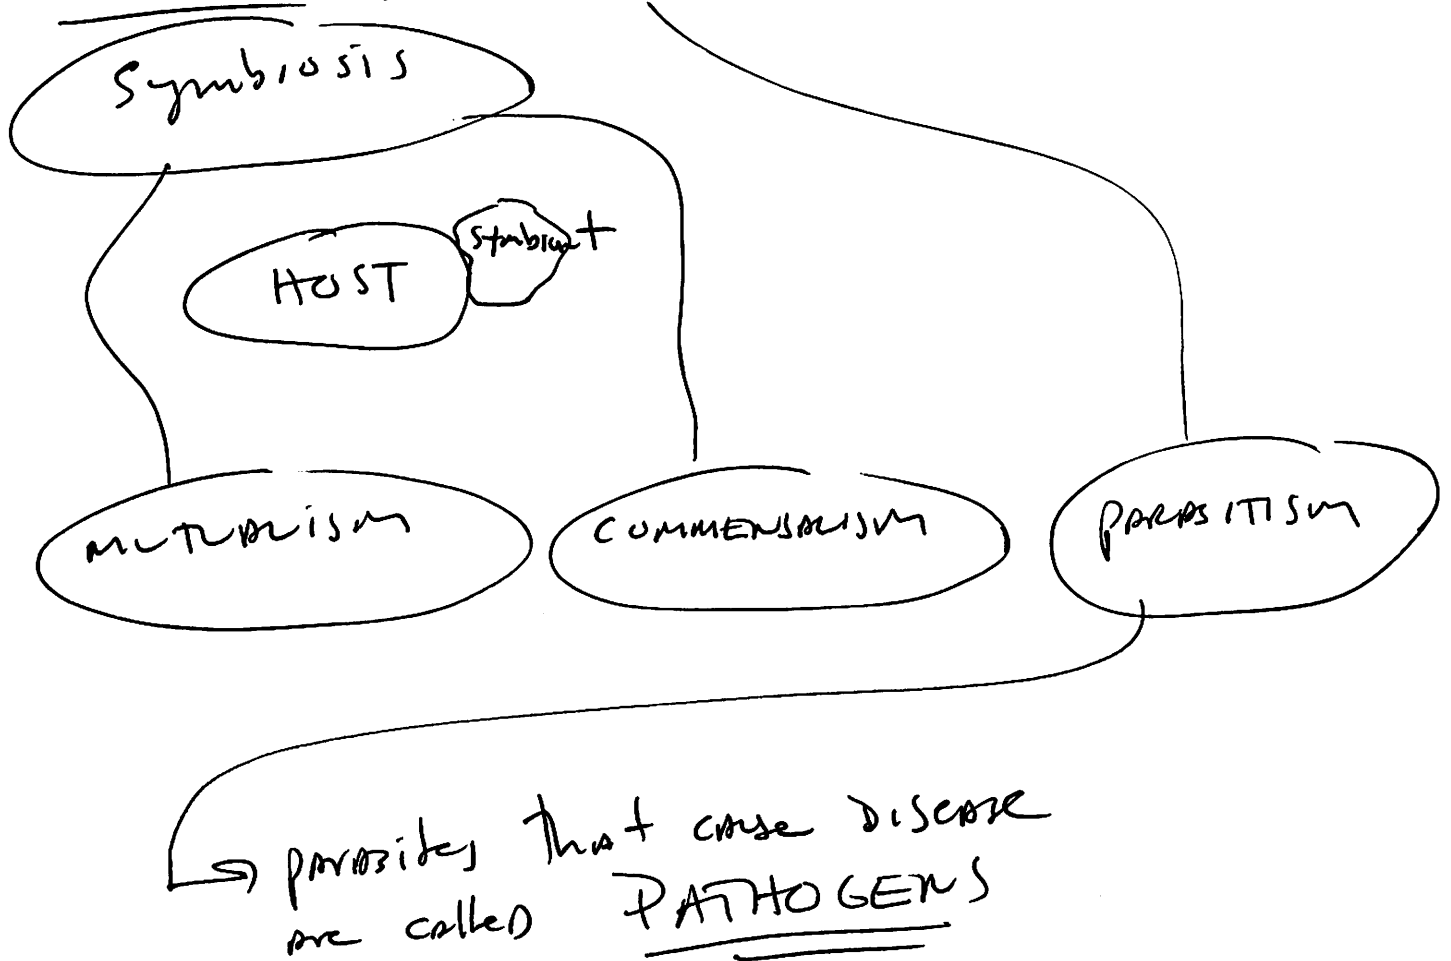 Symbiosis
HOST
Symbiont
MUTUALISM
COMMENSALISM
PARASITISM
parasites that cause DISEASE
are called PATHOGENS